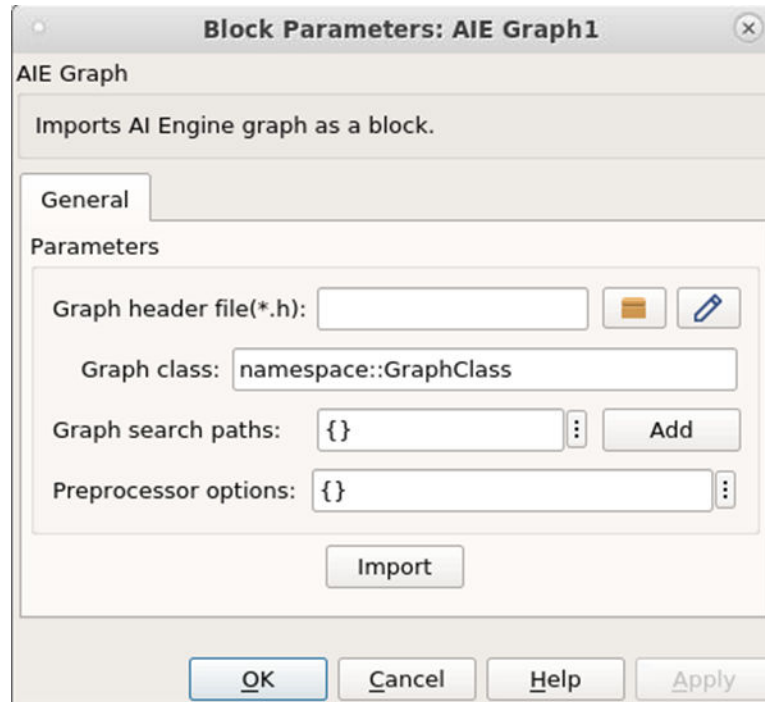 Block Parameters: AIE Graph1
AIE Graph
Imports AI Engine graph as a block.
General
Parameters
Graph header file(*.h):
Graph class: namespace::GraphClass
Graph search paths: {} Add
Preprocessor options: {}
Import
OK Cancel Help Apply